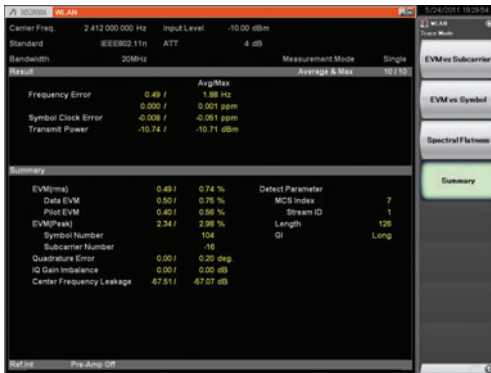 MS2690A WLAN
5/24/2011 19:29:54
Carrier Freq. 2 412 000 000 Hz Input Level -10.00 dBm
Standard IEEE802.11n ATT 4 dB
Bandwidth 20MHz Measurement Mode Single
Result Average & Max 10 / 10
Avg/Max
Frequency Error 0.49 / 1.88 Hz
0.000 / 0.001 ppm
Symbol Clock Error -0.008 / -0.051 ppm
Transmit Power -10.74 / -10.71 dBm
Summary
EVM(rms) 0.49 / 0.74 % Detect Parameter
Data EVM 0.50 / 0.75 % MCS Index 7
Pilot EVM 0.40 / 0.56 % Stream ID 1
EVM(Peak) 2.34 / 2.98 % Length 126
Symbol Number 104 GI Long
Subcarrier Number -16
Quadrature Error 0.00 / 0.20 deg.
IQ Gain Imbalance 0.00 / 0.00 dB
Center Frequency Leakage -67.51 / -67.07 dB
Ref.Int Pre-Amp Off
WLAN
Trace Mode
EVM vs Subcarrier
EVM vs Symbol
Spectral Flatness
Summary